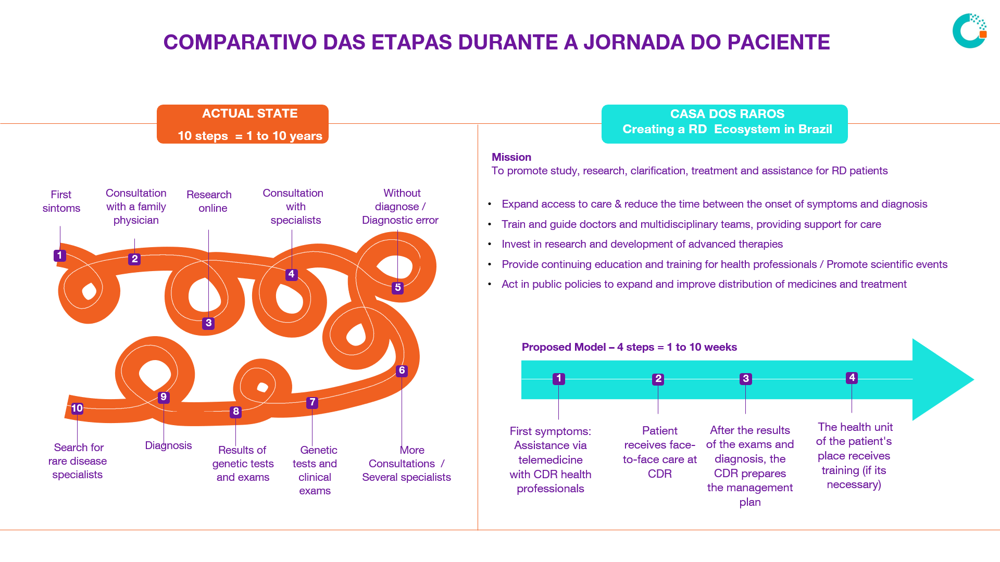 COMPARATIVO DAS ETAPAS DURANTE A JORNADA DO PACIENTE
ACTUAL STATE
10 steps = 1 to 10 years
First
sintoms
Consultation
with a family
physician
Research
online
Consultation
with
specialists
Without
diagnose /
Diagnostic error
1
2
3
4
5
6
7
8
9
10
Search for
rare disease
specialists
Diagnosis
Results of
genetic tests
and exams
Genetic
tests and
clinical
exams
More
Consultations /
Several specialists
CASA DOS RAROS
Creating a RD Ecosystem in Brazil
Mission
To promote study, research, clarification, treatment and assistance for RD patients
• Expand access to care & reduce the time between the onset of symptoms and diagnosis
• Train and guide doctors and multidisciplinary teams, providing support for care
• Invest in research and development of advanced therapies
• Provide continuing education and training for health professionals / Promote scientific events
• Act in public policies to expand and improve distribution of medicines and treatment
Proposed Model – 4 steps = 1 to 10 weeks
1
2
3
4
First symptoms:
Assistance via
telemedicine
with CDR health
professionals
Patient
receives face-
to-face care at
CDR
After the results
of the exams and
diagnosis, the
CDR prepares
the management
plan
The health unit
of the patient's
place receives
training (if its
necessary)